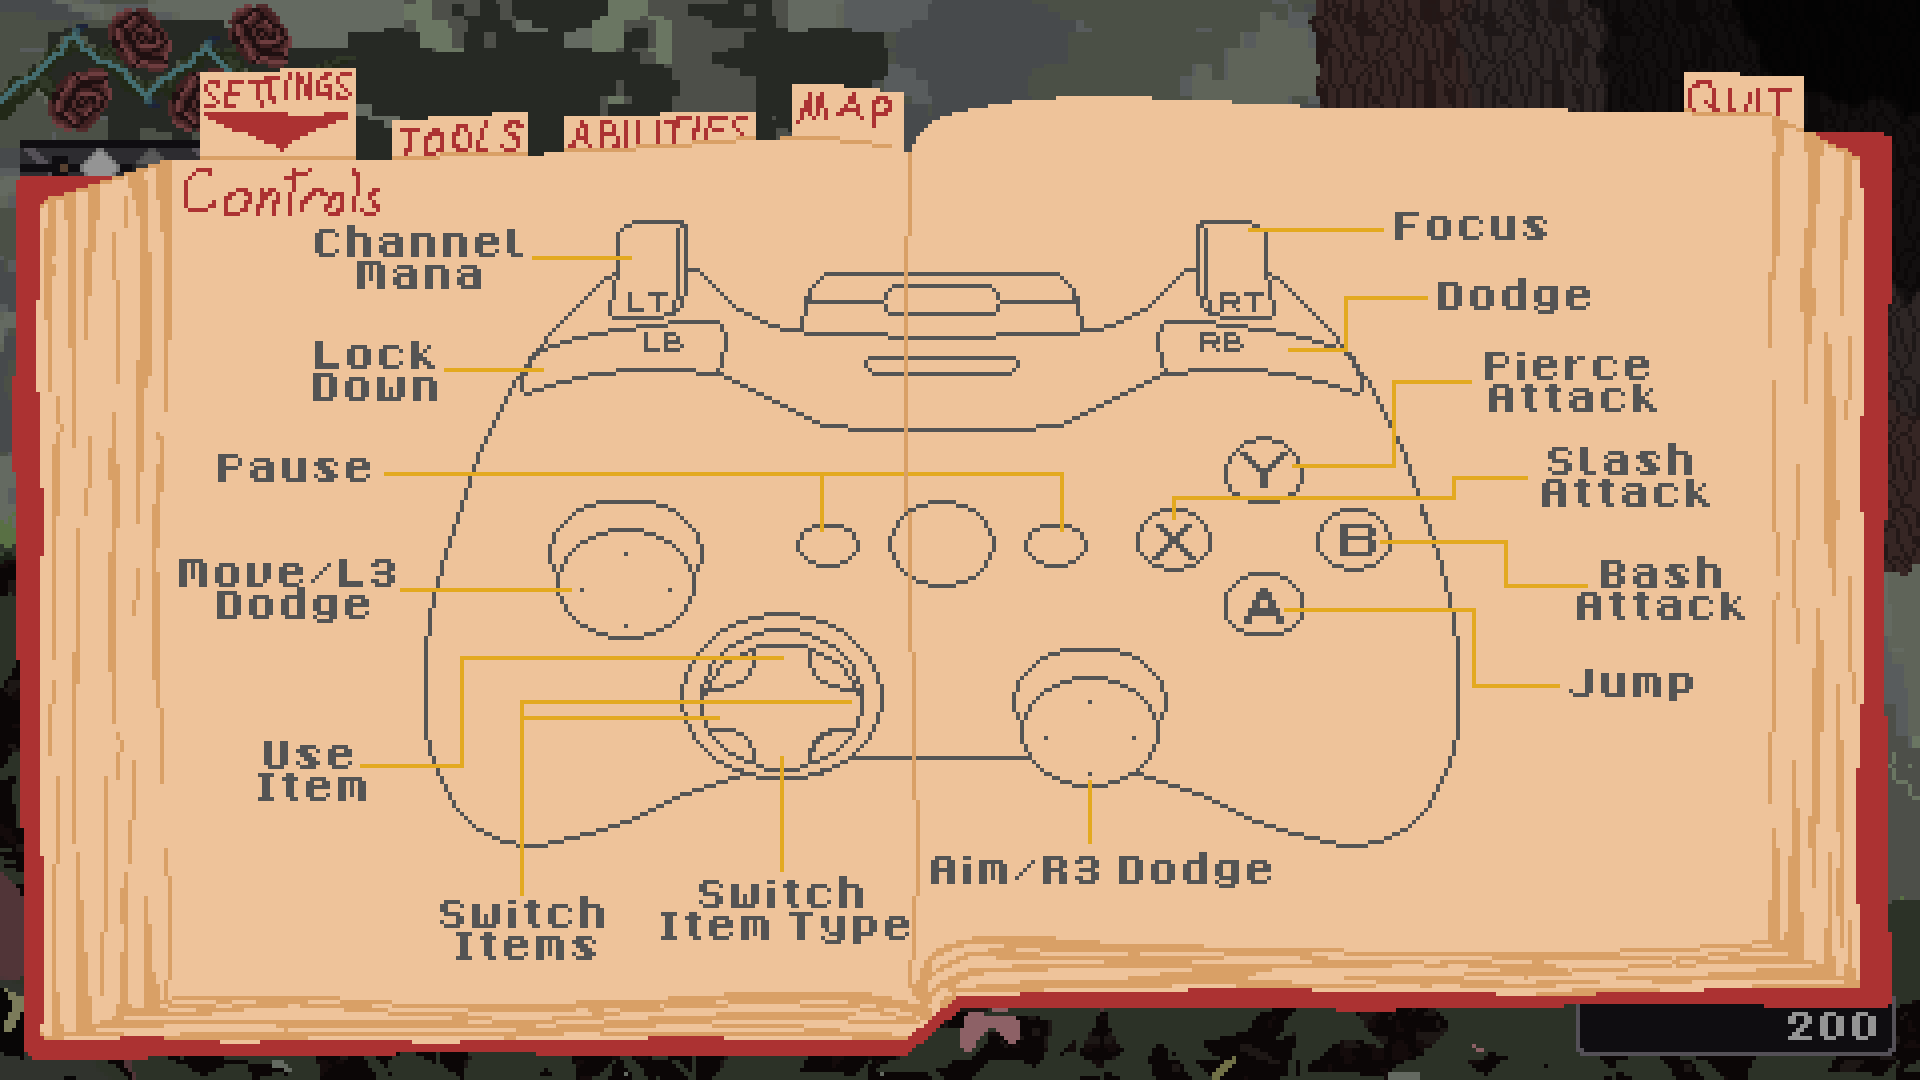 SETTINGS
TOOLS
ABILITIES
MAP
QUIT
Controls
Channel
Mana
Focus
LT
RT
Dodge
LB
RB
Lock
Down
Pierce
Attack
Pause
Y
Slash
Attack
X
B
Move/L3
Dodge
Bash
Attack
A
Jump
Use
Item
Aim/R3 Dodge
Switch
Item Type
Switch
Items
200